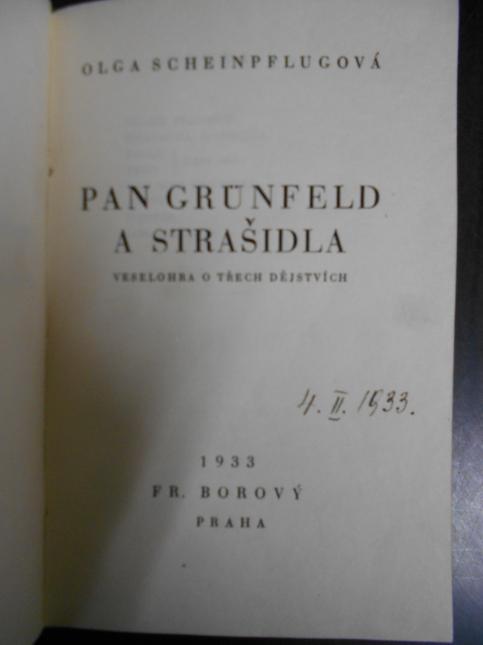 OLGA SCHEINPFLUGOVÁ
PAN GRÜNFELD
A STRAŠIDLA
VESELOHRA O TŘECH DĚJSTVÍCH
4. II. 1933.
1933
FR. BOROVÝ
PRAHA